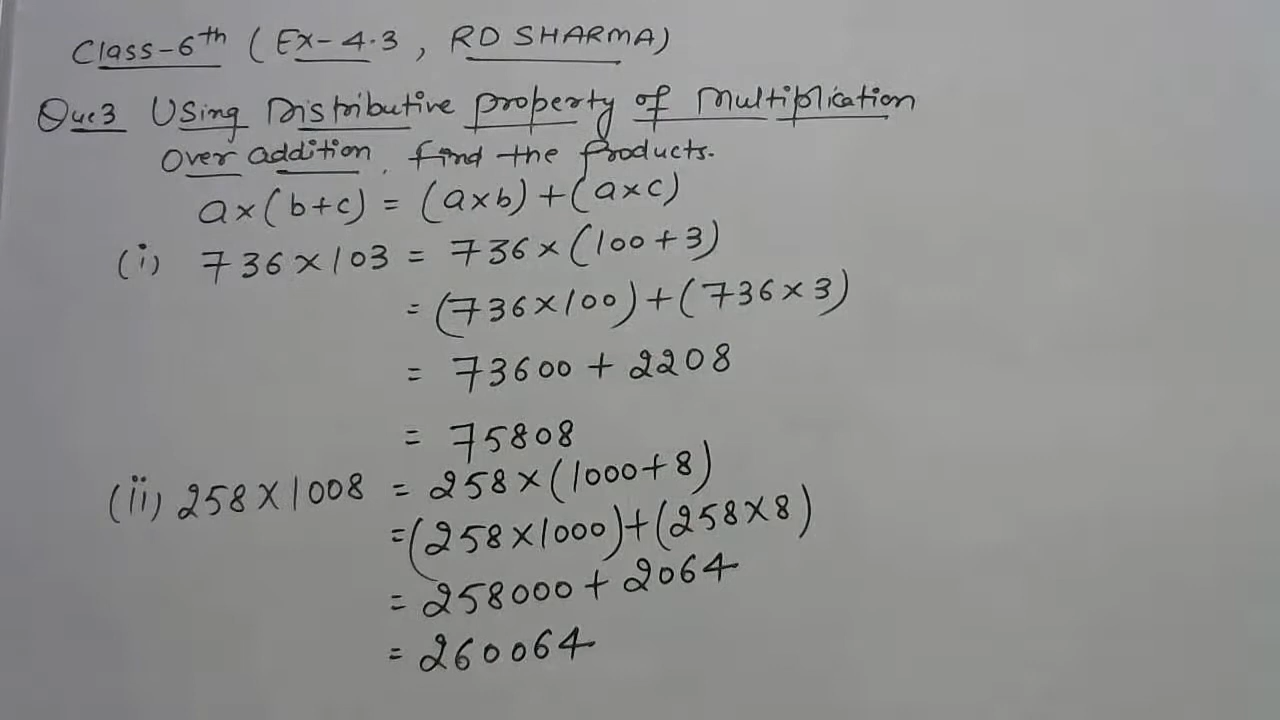 Class-6th (Ex-4.3, RD SHARMA)
Que3 Using Distributive property of Multiplication
Over addition, find the products.
a×(b+c) = (a×b)+(a×c)
(i) 736×103 = 736×(100+3)
= (736×100)+(736×3)
= 73600+2208
= 75808
(ii) 258×1008 = 258×(1000+8)
=(258×1000)+(258×8)
= 258000+2064
= 260064